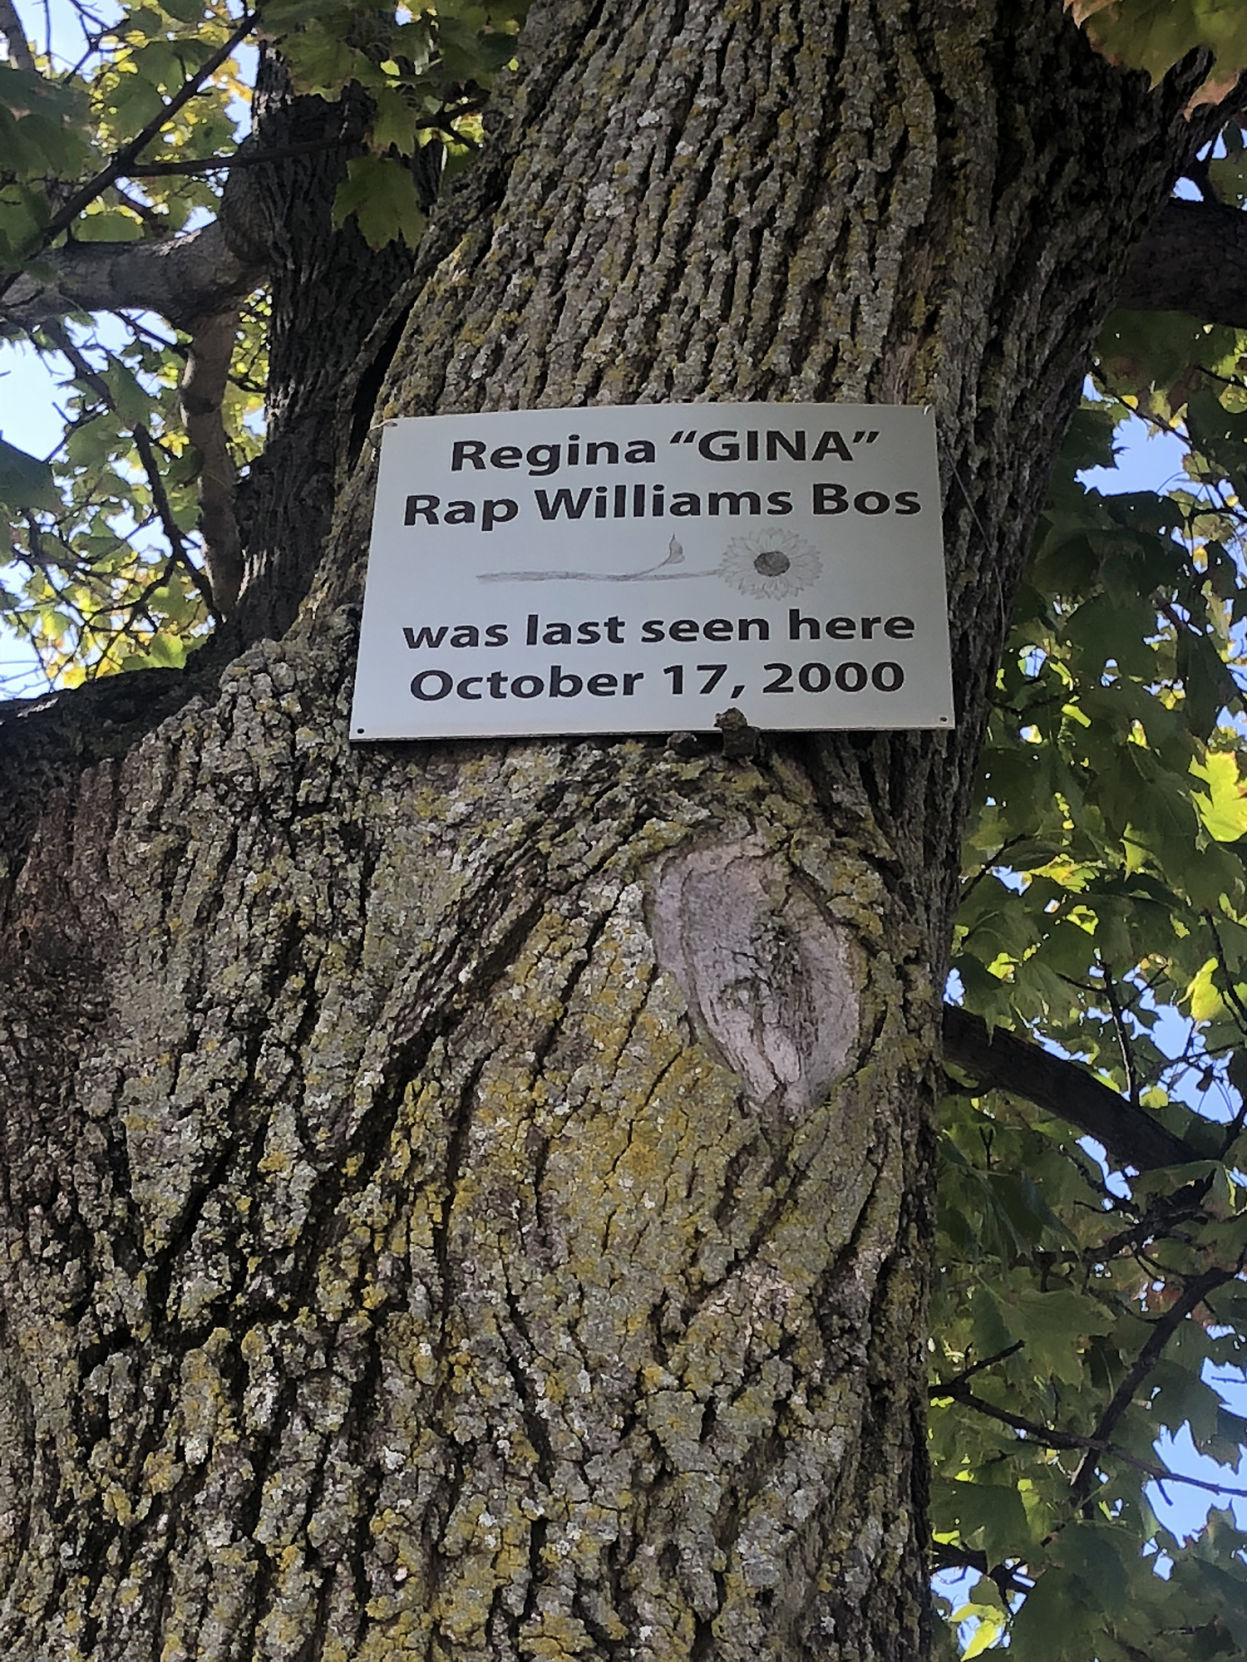 Regina “GINA”
Rap Williams Bos
was last seen here
October 17, 2000